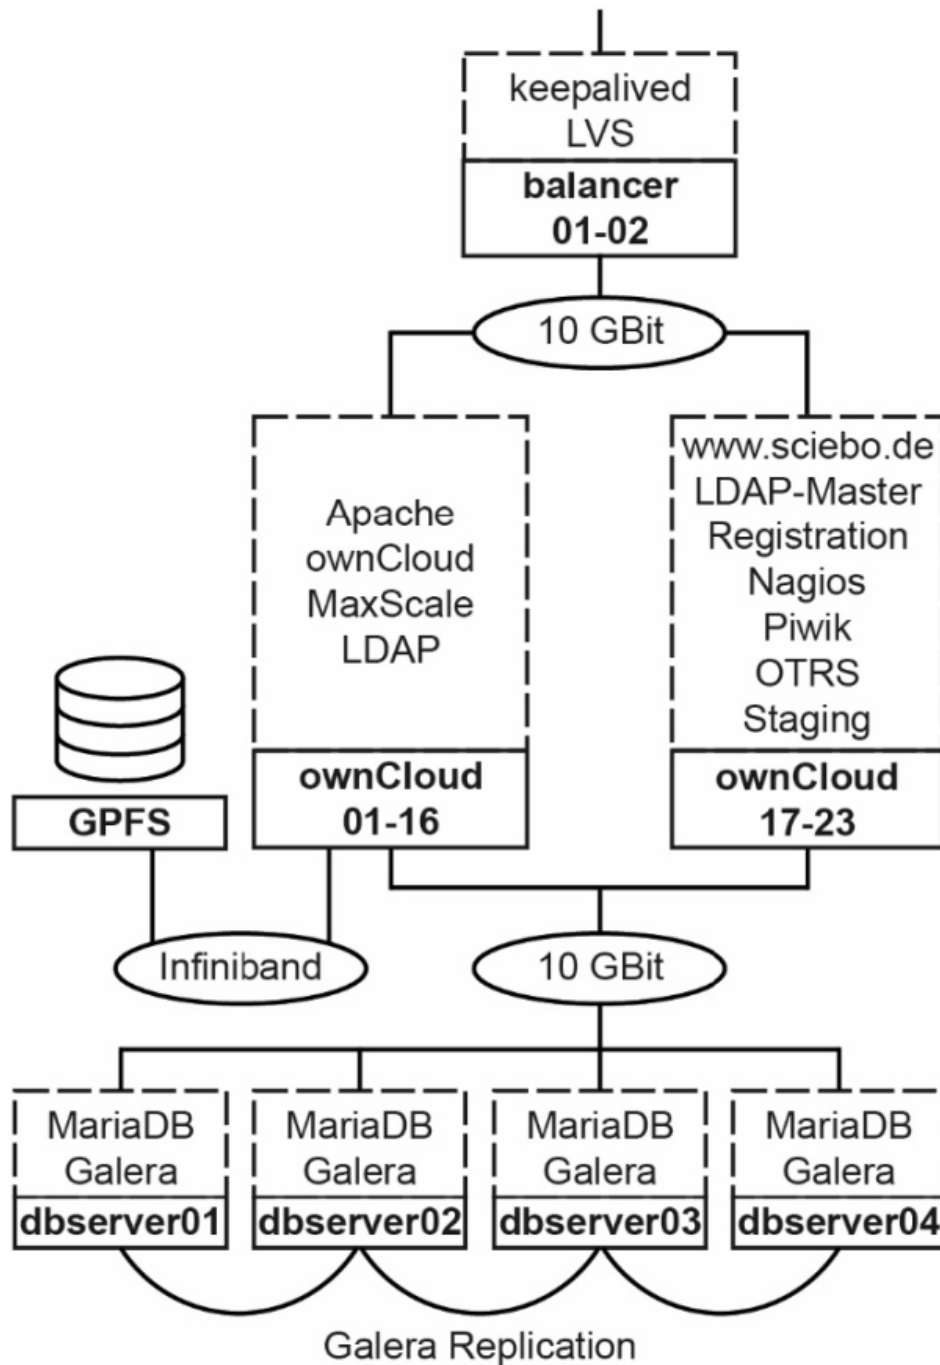 keepalived
LVS
balancer
01-02
10 GBit
Apache
ownCloud
MaxScale
LDAP
ownCloud
01-16
www.sciebo.de
LDAP-Master
Registration
Nagios
Piwik
OTRS
Staging
ownCloud
17-23
GPFS
Infiniband
10 GBit
MariaDB
Galera
dbserver01
MariaDB
Galera
dbserver02
MariaDB
Galera
dbserver03
MariaDB
Galera
dbserver04
Galera Replication